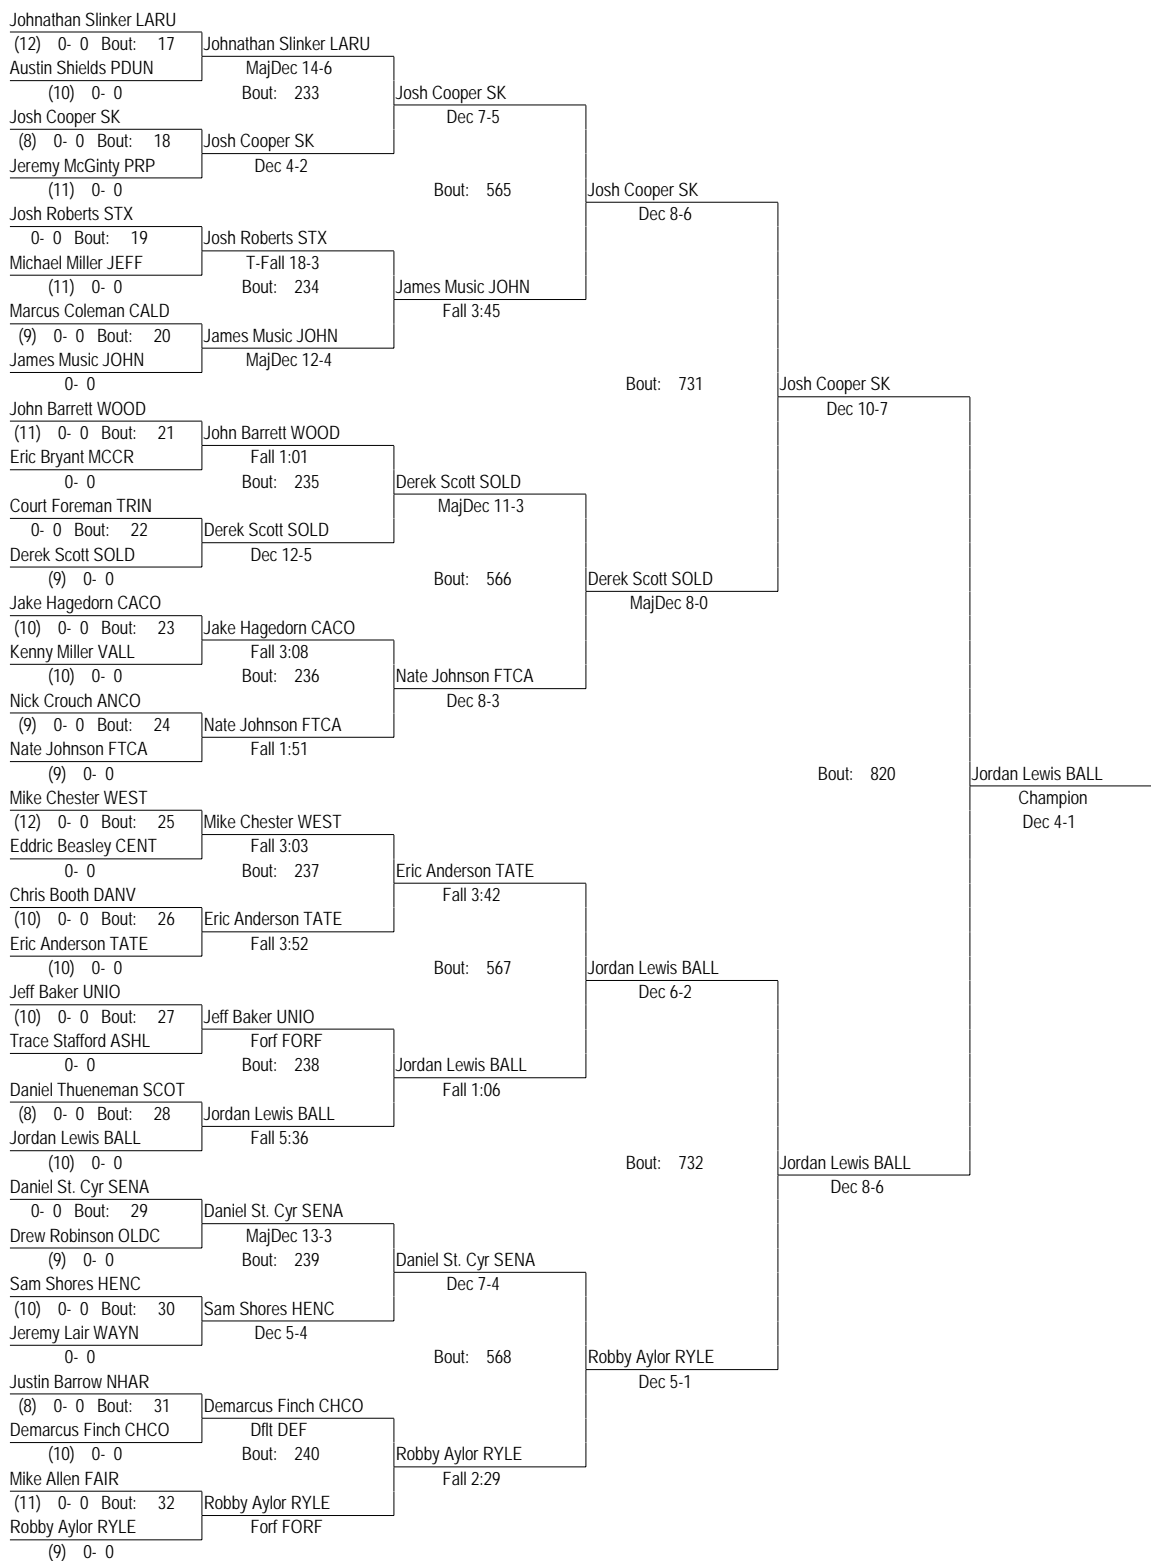 Johnathan Slinker LARU
(12) 0- 0 Bout: 17 Johnathan Slinker LARU
Austin Shields PDUN MajDec 14-6
(10) 0- 0 Bout: 233 Josh Cooper SK
Josh Cooper SK Dec 7-5
(8) 0- 0 Bout: 18 Josh Cooper SK
Jeremy McGinty PRP Dec 4-2
(11) 0- 0 Bout: 565 Josh Cooper SK
Josh Roberts STX Dec 8-6
0- 0 Bout: 19 Josh Roberts STX
Michael Miller JEFF T-Fall 18-3
(11) 0- 0 Bout: 234 James Music JOHN
Marcus Coleman CALD Fall 3:45
(9) 0- 0 Bout: 20 James Music JOHN
James Music JOHN MajDec 12-4
0- 0 Bout: 731 Josh Cooper SK
John Barrett WOOD Dec 10-7
(11) 0- 0 Bout: 21 John Barrett WOOD
Eric Bryant MCCR Fall 1:01
0- 0 Bout: 235 Derek Scott SOLD
Court Foreman TRIN MajDec 11-3
0- 0 Bout: 22 Derek Scott SOLD
Derek Scott SOLD Dec 12-5
(9) 0- 0 Bout: 566 Derek Scott SOLD
Jake Hagedorn CACO MajDec 8-0
(10) 0- 0 Bout: 23 Jake Hagedorn CACO
Kenny Miller VALL Fall 3:08
(10) 0- 0 Bout: 236 Nate Johnson FTCA
Nick Crouch ANCO Dec 8-3
(9) 0- 0 Bout: 24 Nate Johnson FTCA
Nate Johnson FTCA Fall 1:51
(9) 0- 0 Bout: 820 Jordan Lewis BALL
Mike Chester WEST Champion
(12) 0- 0 Bout: 25 Mike Chester WEST Dec 4-1
Eddric Beasley CENT Fall 3:03
0- 0 Bout: 237 Eric Anderson TATE
Chris Booth DANV Fall 3:42
(10) 0- 0 Bout: 26 Eric Anderson TATE
Eric Anderson TATE Fall 3:52
(10) 0- 0 Bout: 567 Jordan Lewis BALL
Jeff Baker UNIO Dec 6-2
(10) 0- 0 Bout: 27 Jeff Baker UNIO
Trace Stafford ASHL Forf FORF
0- 0 Bout: 238 Jordan Lewis BALL
Daniel Thueneman SCOT Fall 1:06
(8) 0- 0 Bout: 28 Jordan Lewis BALL
Jordan Lewis BALL Fall 5:36
(10) 0- 0 Bout: 732 Jordan Lewis BALL
Daniel St. Cyr SENA Dec 8-6
0- 0 Bout: 29 Daniel St. Cyr SENA
Drew Robinson OLDC MajDec 13-3
(9) 0- 0 Bout: 239 Daniel St. Cyr SENA
Sam Shores HENC Dec 7-4
(10) 0- 0 Bout: 30 Sam Shores HENC
Jeremy Lair WAYN Dec 5-4
0- 0 Bout: 568 Robby Aylor RYLE
Justin Barrow NHAR Dec 5-1
(8) 0- 0 Bout: 31 Demarcus Finch CHCO
Demarcus Finch CHCO Dflt DEF
(10) 0- 0 Bout: 240 Robby Aylor RYLE
Mike Allen FAIR Fall 2:29
(11) 0- 0 Bout: 32 Robby Aylor RYLE
Robby Aylor RYLE Forf FORF
(9) 0- 0